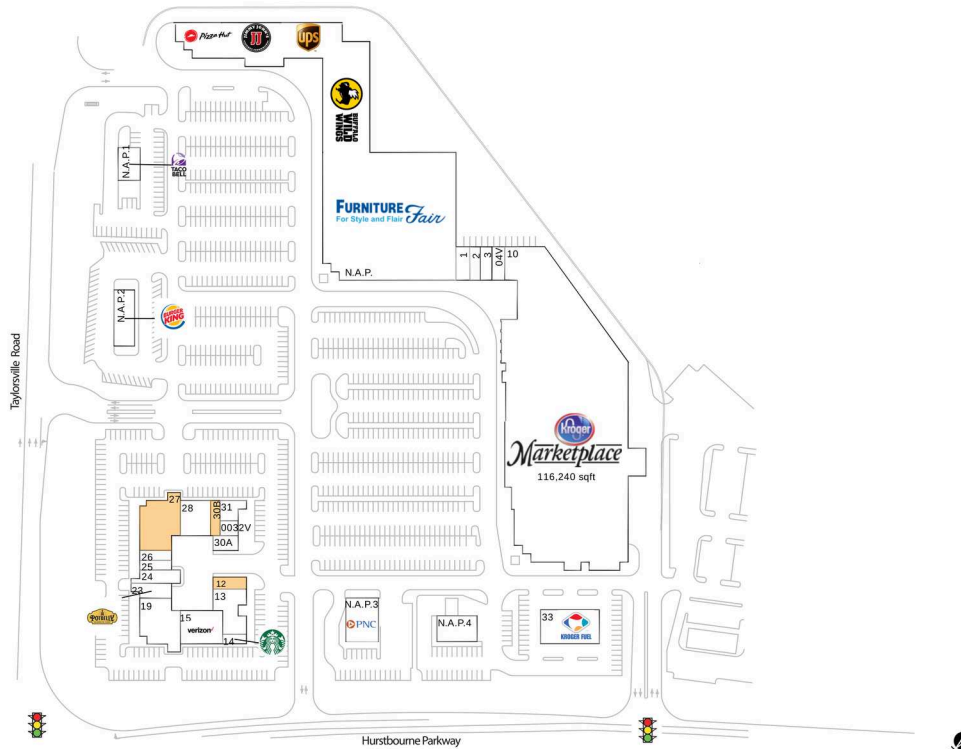 Pizza Hut
JIMMY JOHN'S
JJ
ups
BUFFALO
WILD
WINGS
N.A.P.1
TACO
BELL
FURNITURE Fair
For Style and Flair
1
2
3
04V
10
N.A.P.
N.A.P.2
BURGER
KING
Taylorsville Road
Kroger
Marketplace
116,240 sqft
27
28
30B
31
0032V
30A
26
25
24
23
12
13
19
POTBELLY
15
verizon
14
N.A.P.3
PNC
N.A.P.4
33
KROGER FUEL
Hurstbourne Parkway